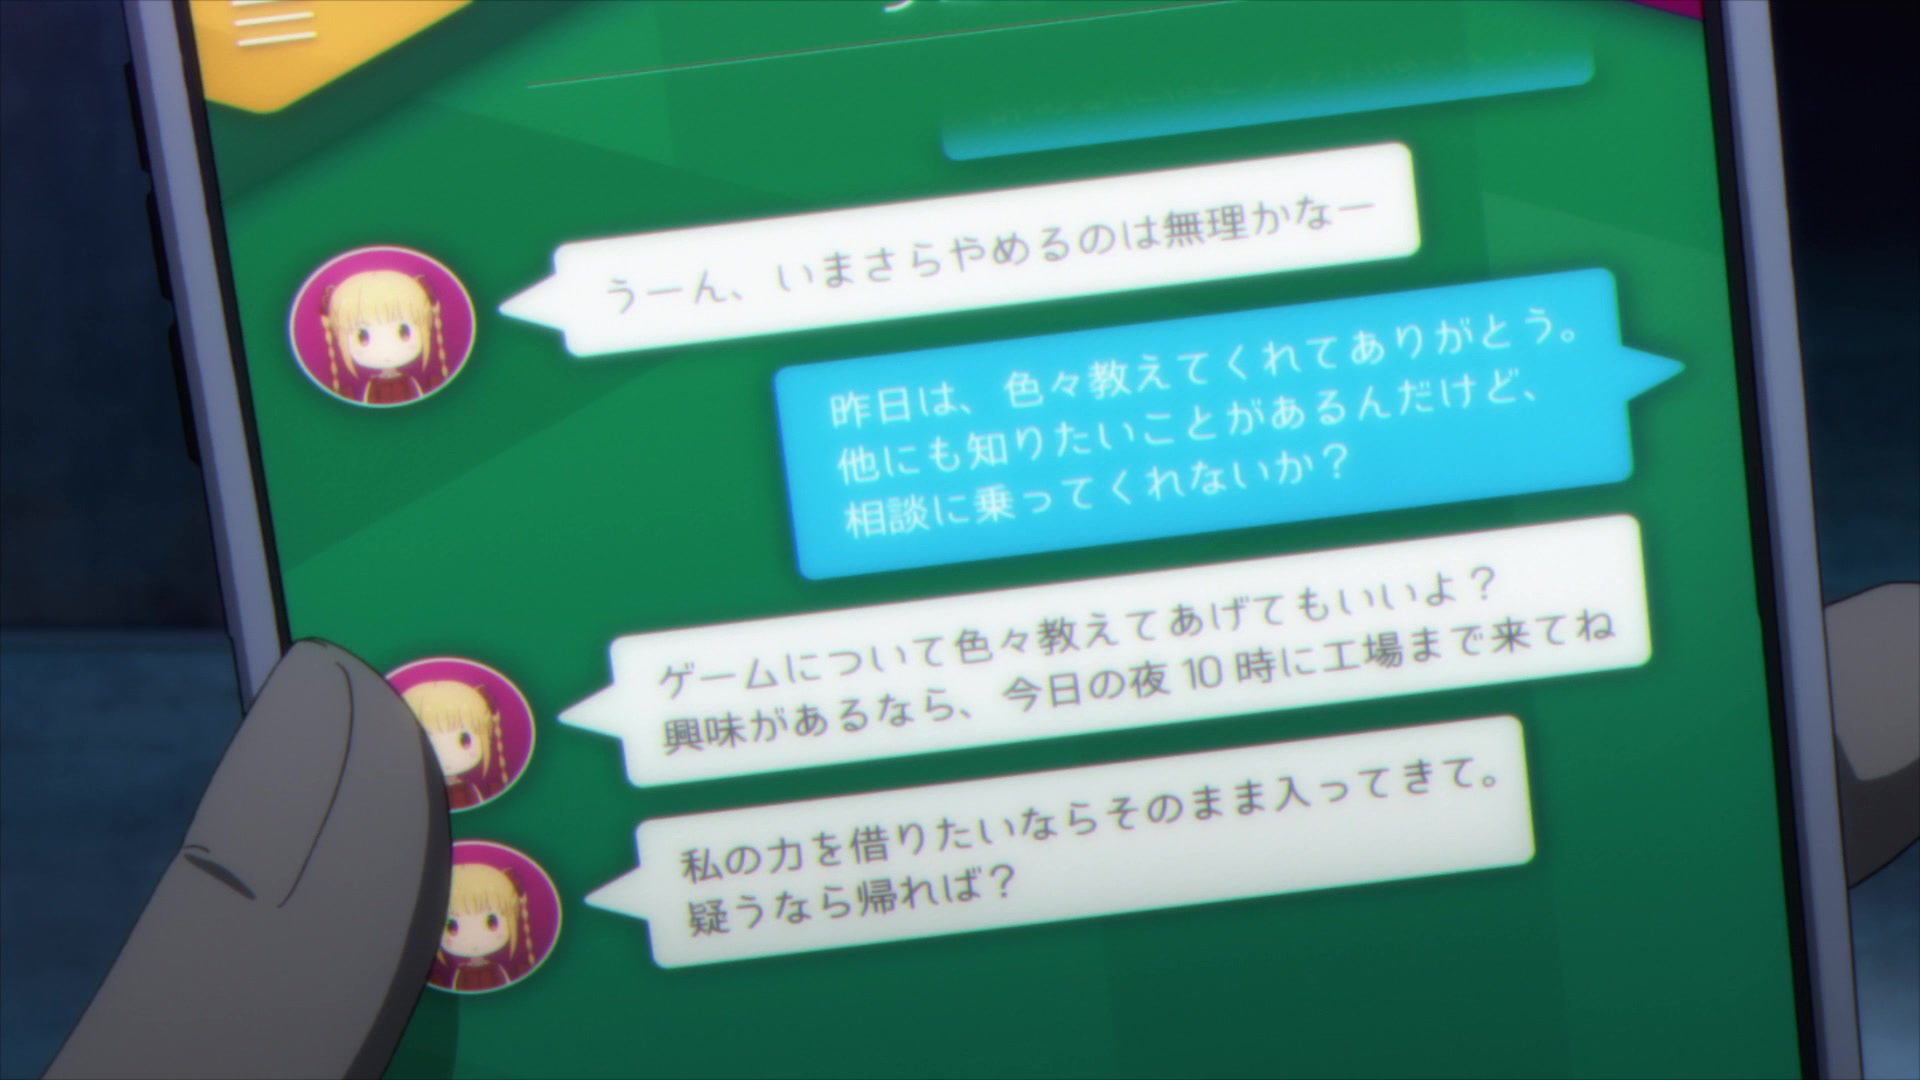 うーん、いまさらやめるのは無理かなー
昨日は、色々教えてくれてありがとう。
他にも知りたいことがあるんだけど、
相談に乗ってくれないか？
ゲームについて色々教えてあげてもいいよ？
興味があるなら、今日の夜10時に工場まで来てね
私の力を借りたいならそのまま入ってきて。
疑うなら帰れば？